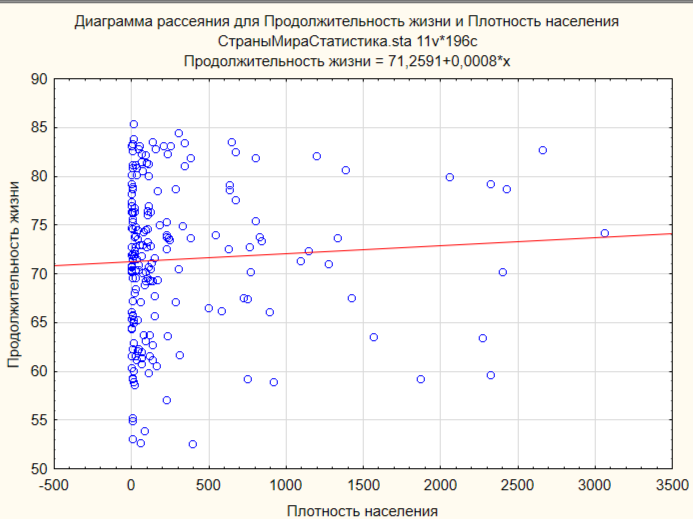 Диаграмма рассеяния для Продолжительность жизни и Плотность населения
СтраныМираСтатистика.sta 11v*196c
Продолжительность жизни = 71,2591+0,0008*x
90
85
80
75
70
65
60
55
50
Продолжительность жизни
-500 0 500 1000 1500 2000 2500 3000 3500
Плотность населения